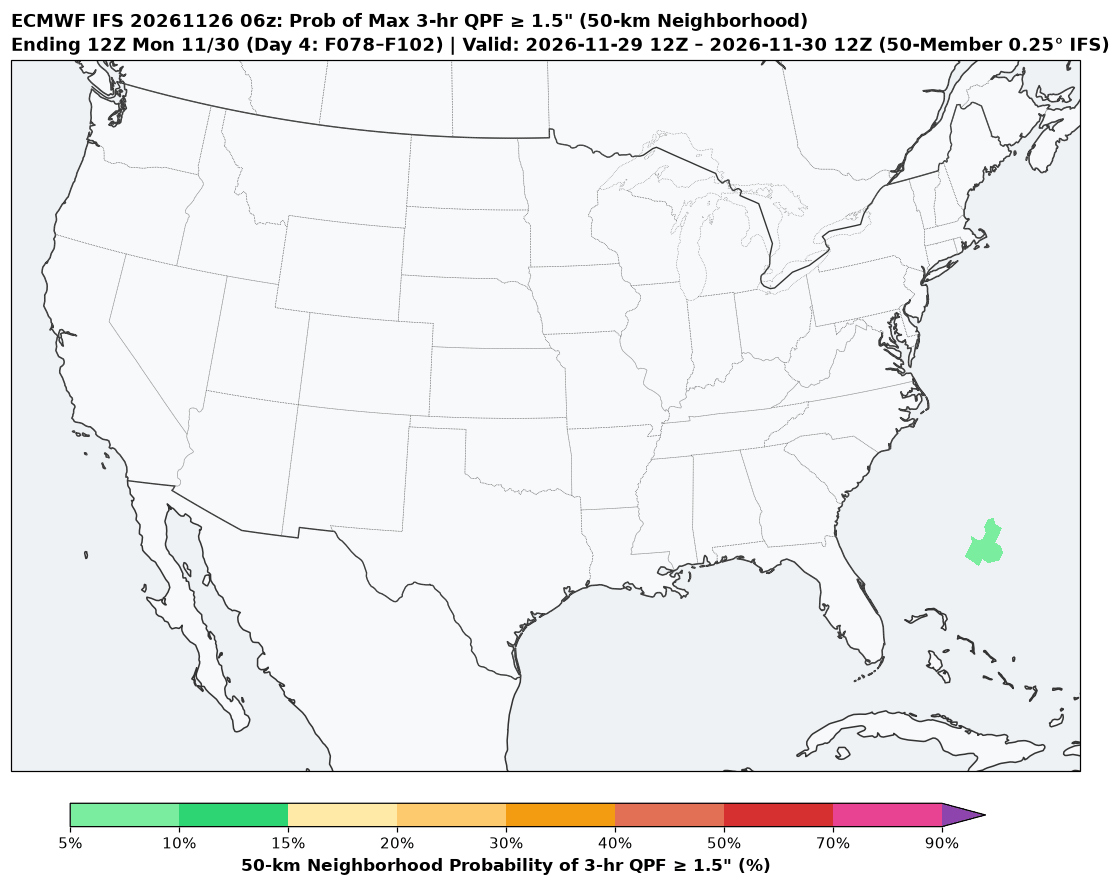 ECMWF IFS 20261126 06z: Prob of Max 3-hr QPF ≥ 1.5" (50-km Neighborhood)
Ending 12Z Mon 11/30 (Day 4: F078–F102) | Valid: 2026-11-29 12Z – 2026-11-30 12Z (50-Member 0.25° IFS)
5% 10% 15% 20% 30% 40% 50% 70% 90%
50-km Neighborhood Probability of 3-hr QPF ≥ 1.5" (%)